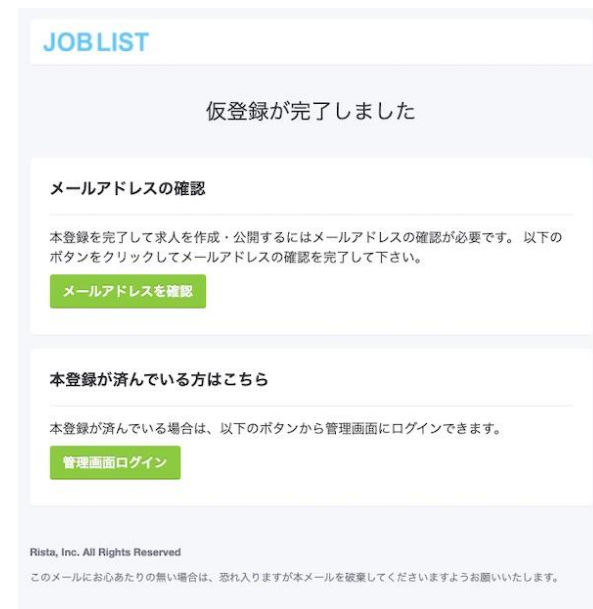 JOB LIST
仮登録が完了しました
メールアドレスの確認
本登録を完了して求人を作成・公開するにはメールアドレスの確認が必要です。 以下の
ボタンをクリックしてメールアドレスの確認を完了して下さい。
メールアドレスを確認
本登録が済んでいる方はこちら
本登録が済んでいる場合は、以下のボタンから管理画面にログインできます。
管理画面ログイン
Rista, Inc. All Rights Reserved
このメールにお心あたりの無い場合は、恐れ入りますが本メールを破棄してくださいますようお願いいたします。